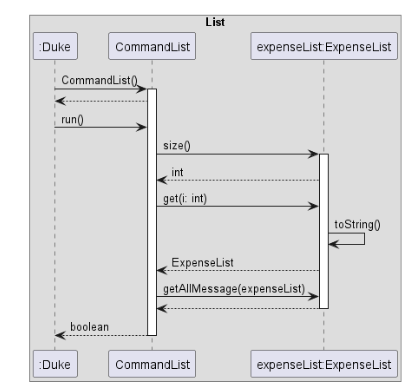 List
:Duke
CommandList
expenseList:ExpenseList
CommandList()
run()
size()
int
get(i: int)
toString()
ExpenseList
getAllMessage(expenseList)
boolean
:Duke
CommandList
expenseList:ExpenseList